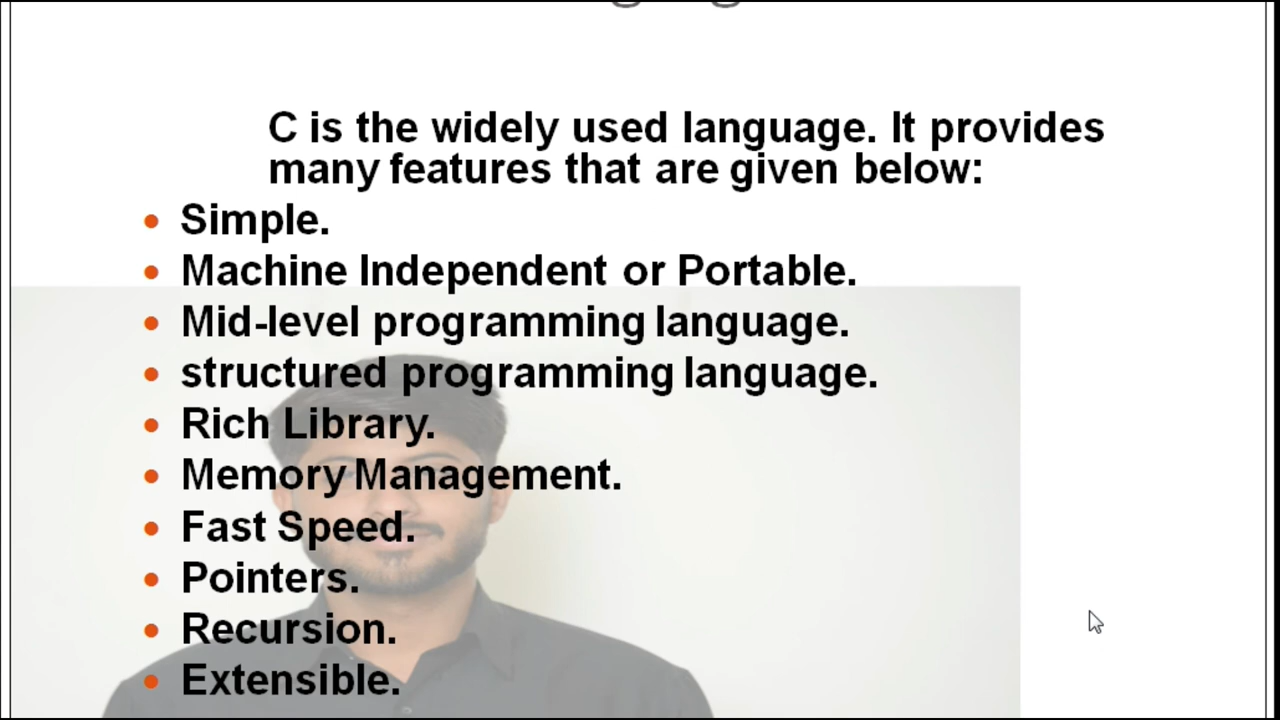 C is the widely used language. It provides
many features that are given below:
Simple.
Machine Independent or Portable.
Mid-level programming language.
structured programming language.
Rich Library.
Memory Management.
Fast Speed.
Pointers.
Recursion.
Extensible.